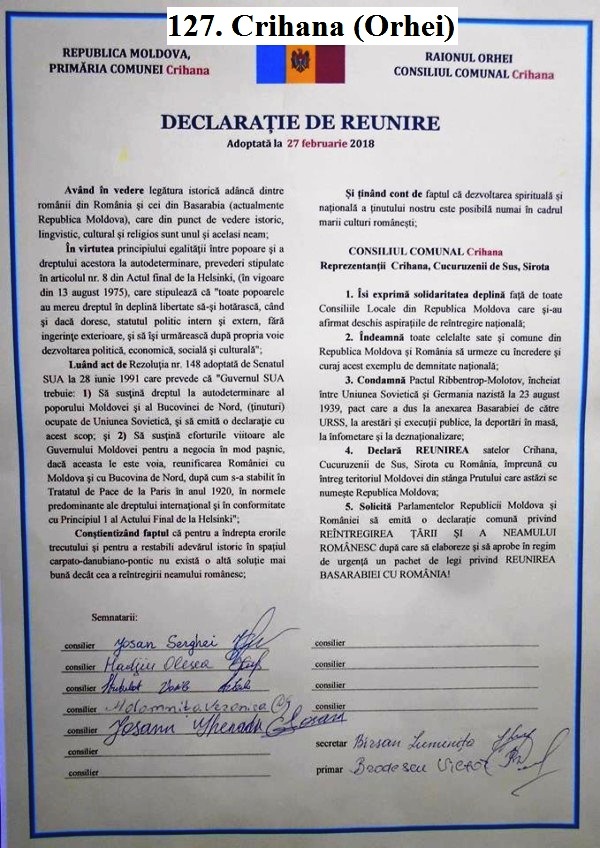 127. Crihana (Orhei)
REPUBLICA MOLDOVA,
PRIMĂRIA COMUNEI Crihana
RAIONUL ORHEI
CONSILIUL COMUNAL Crihana
DECLARAȚIE DE REUNIRE
Adoptată la 27 februarie 2018
Având în vedere legătura istorică adâncă dintre
românii din România și cei din Basarabia (actualmente
Republica Moldova), care din punct de vedere istoric,
lingvistic, cultural și religios sunt unul și acelasi neam;
În virtutea principiului egalității între popoare și a
dreptului acestora la autodeterminare, prevederi stipulate
în articolul nr. 8 din Actul final de la Helsinki, (în vigoare
din 13 august 1975), care stipulează că "toate popoarele
au mereu dreptul în deplină libertate să-și hotărască, când
și dacă doresc, statutul politic intern și extern, fără
ingerințe exterioare, și să își urmărească după propria voie
dezvoltarea politică, economică, socială și culturală";
Luând act de Rezoluția nr. 148 adoptată de Senatul
SUA la 28 iunie 1991 care prevede că "Guvernul SUA
trebuie: 1) Să susțină dreptul la autodeterminare al
poporului Moldovei și al Bucovinei de Nord, (ținuturi)
ocupate de Uniunea Sovietică, și să emită o declarație cu
acest scop; și 2) Să susțină eforturile viitoare ale
Guvernului Moldovei pentru a negocia în mod pașnic,
dacă aceasta le este voia, reunificarea României cu
Moldova și cu Bucovina de Nord, după cum s-a stabilit în
Tratatul de Pace de la Paris în anul 1920, în normele
predominante ale dreptului internațional și în conformitate
cu Principiul 1 al Actului Final de la Helsinki";
Conștientizând faptul că pentru a îndrepta erorile
trecutului și pentru a restabili adevărul istoric în spațiul
carpato-danubiano-pontic nu există o altă soluție mai
bună decât cea a reîntregirii neamului românesc;
Și ținând cont de faptul că dezvoltarea spirituală și
națională a ținutului nostru este posibilă numai în cadrul
marii culturi românești;
CONSILIUL COMUNAL Crihana
Reprezentanții Crihana, Cucuruzenii de Sus, Sirota
1. Își exprimă solidaritatea deplină față de toate
Consiliile Locale din Republica Moldova care și-au
afirmat deschis aspirațiile de reîntregire națională;
2. Îndeamnă toate celelalte sate și comune din
Republica Moldova și România să urmeze cu încredere și
curaj acest exemplu de demnitate națională;
3. Condamnă Pactul Ribbentrop-Molotov, încheiat
între Uniunea Sovietică și Germania nazistă la 23 august
1939, pact care a dus la anexarea Basarabiei de către
URSS, la arestări și execuții publice, la deportări în masă,
la înfometare și la deznaționalizare;
4. Declară REUNIREA satelor Crihana,
Cucuruzenii de Sus, Sirota cu România, împreună cu
întreg teritoriul Moldovei din stânga Prutului care astăzi se
numește Republica Moldova;
5. Solicită Parlamentelor Republicii Moldova și
României să emită o declarație comună privind
REÎNTREGIREA ȚĂRII ȘI A NEAMULUI
ROMÂNESC după care să elaboreze și să aprobe în regim
de urgență un pachet de legi privind REUNIREA
BASARABIEI CU ROMÂNIA!
Semnatarii:
consilier Josan Serghei
consilier Hadjiu Olesea
consilier
consilier
consilier Josanu
consilier
consilier
consilier
consilier
consilier
consilier
secretar Bîrsan Luminița
primar Brodescu Victor